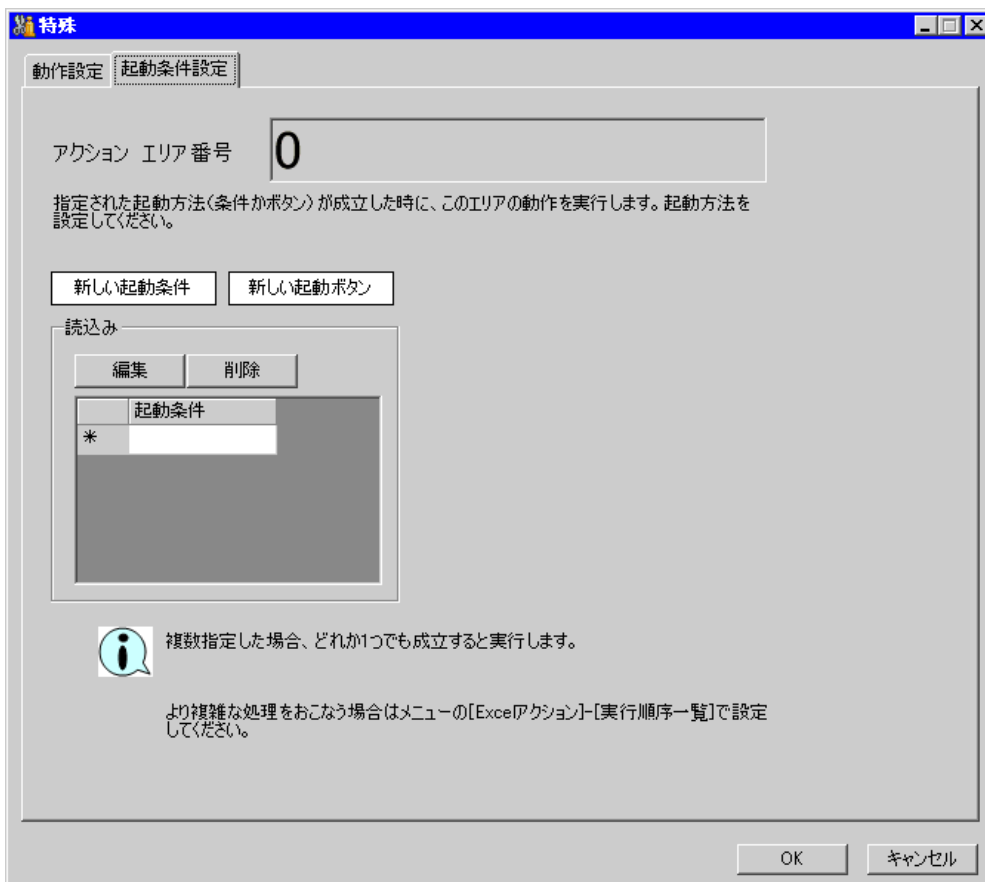 特殊
動作設定 起動条件設定
アクション エリア番号 0
指定された起動方法(条件かボタン)が成立した時に、このエリアの動作を実行します。起動方法を
設定してください。
新しい起動条件 新しい起動ボタン
読込み
編集 削除
起動条件
*
複数指定した場合、どれか1つでも成立すると実行します。
より複雑な処理をおこなう場合はメニューの[Excelアクション]-[実行順序一覧]で設定
してください。
OK キャンセル